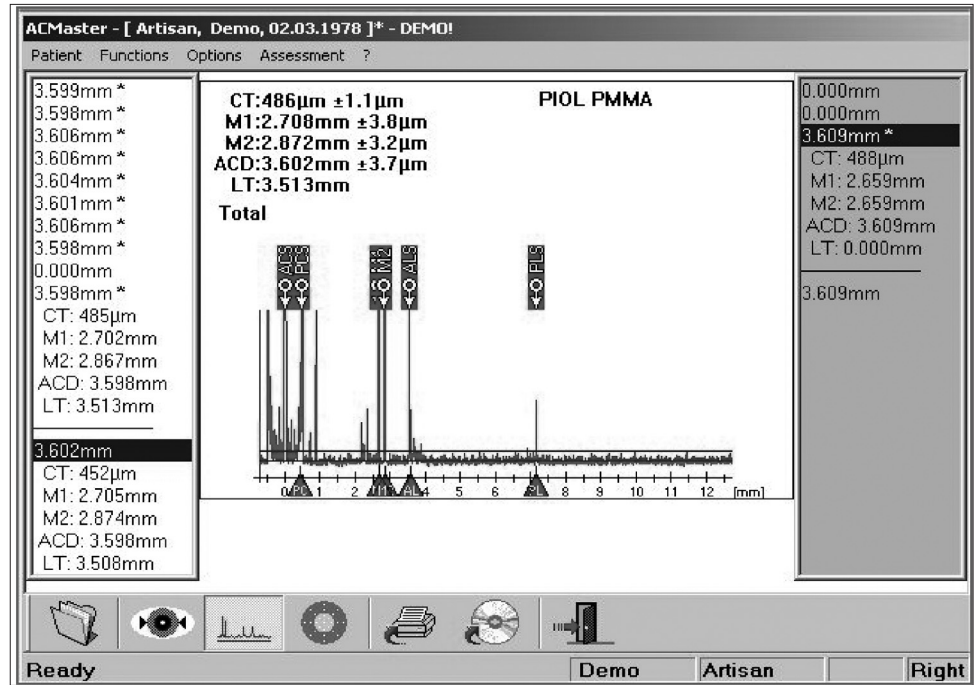 ACMaster - [ Artisan, Demo, 02.03.1978 ]* - DEMO!
Patient Functions Options Assessment ?
3.599mm *
3.598mm *
3.606mm *
3.606mm *
3.604mm *
3.601mm *
3.606mm *
3.598mm *
0.000mm
3.598mm *
CT: 485µm
M1: 2.702mm
M2: 2.867mm
ACD: 3.598mm
LT: 3.513mm
3.602mm
CT: 452µm
M1: 2.705mm
M2: 2.874mm
ACD: 3.598mm
LT: 3.508mm
CT:486µm ±1.1µm
M1:2.708mm ±3.8µm
M2:2.872mm ±3.2µm
ACD:3.602mm ±3.7µm
LT:3.513mm
Total
PIOL PMMA
ACS PCS M2 ALS PLS
0 PC 1 2 M1 AL 4 5 6 PL 8 9 10 11 12 [mm]
0.000mm
0.000mm
3.609mm *
CT: 488µm
M1: 2.659mm
M2: 2.659mm
ACD: 3.609mm
LT: 0.000mm
3.609mm
Ready Demo Artisan Right